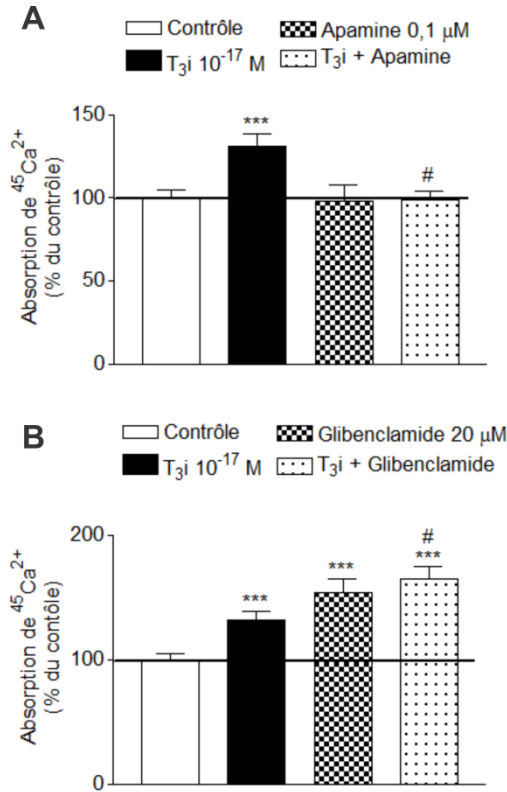 A
Contrôle
Apamine 0,1 µM
T₃i 10⁻¹⁷ M
T₃i + Apamine
Absorption de ⁴⁵Ca²⁺
(% du contrôle)
150
100
50
0
***
#
B
Contrôle
Glibenclamide 20 µM
T₃i 10⁻¹⁷ M
T₃i + Glibenclamide
Absorption de ⁴⁵Ca²⁺
(% du contôle)
200
100
0
***
***
#
***